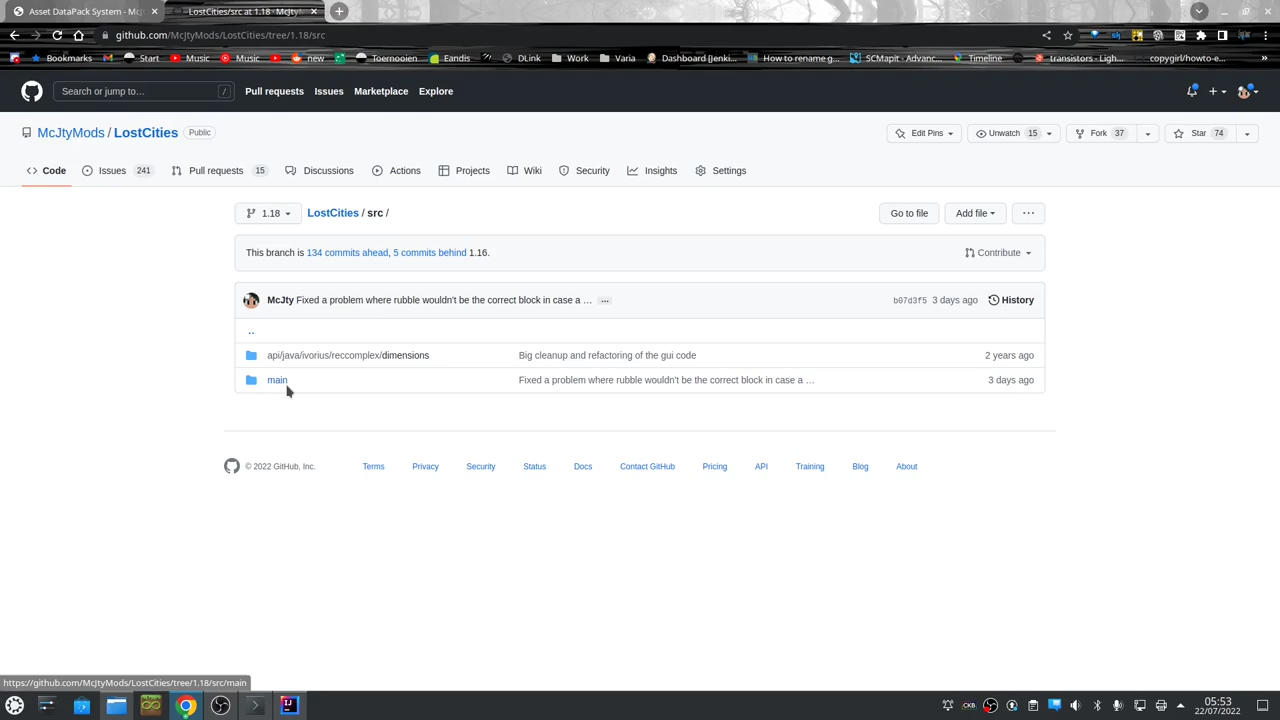 Asset DataPack System - Mc
LostCities/src at 1.18 · McJtyM
github.com/McJtyMods/LostCities/tree/1.18/src
Bookmarks Start Music Music new Toernooien Eandis DLink Work Varia Dashboard [Jenki... How to rename g... SCMapit - Advanc... Timeline transistors - Ligh... copygirl/howto-e... »
Search or jump to... / Pull requests Issues Marketplace Explore
McJtyMods / LostCities Public Edit Pins Unwatch 15 Fork 37 Star 74
Code Issues 241 Pull requests 15 Discussions Actions Projects Wiki Security Insights Settings
1.18 LostCities / src / Go to file Add file ...
This branch is 134 commits ahead, 5 commits behind 1.16. Contribute
McJty Fixed a problem where rubble wouldn't be the correct block in case a … ... b07d3f5 3 days ago History
..
api/java/ivorius/reccomplex/dimensions Big cleanup and refactoring of the gui code 2 years ago
main Fixed a problem where rubble wouldn't be the correct block in case a … 3 days ago
© 2022 GitHub, Inc. Terms Privacy Security Status Docs Contact GitHub Pricing API Training Blog About
https://github.com/McJtyMods/LostCities/tree/1.18/src/main
05:53
22/07/2022